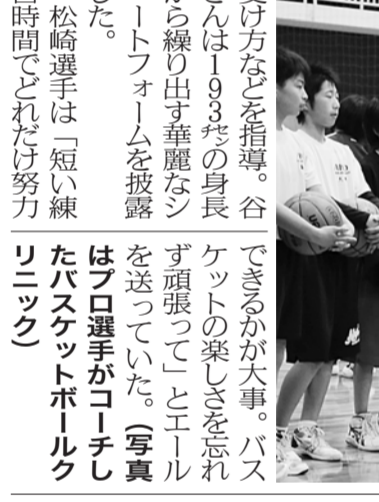 受け方などを指導。谷
さんは193㌢の身長
から繰り出す華麗なシ
ュートフォームを披露
した。
松崎選手は「短い練
習時間でどれだけ努力
できるかが大事。バス
ケットの楽しさを忘れ
ず頑張って」とエール
を送っていた。(写真
はプロ選手がコーチし
たバスケットボールク
リニック)